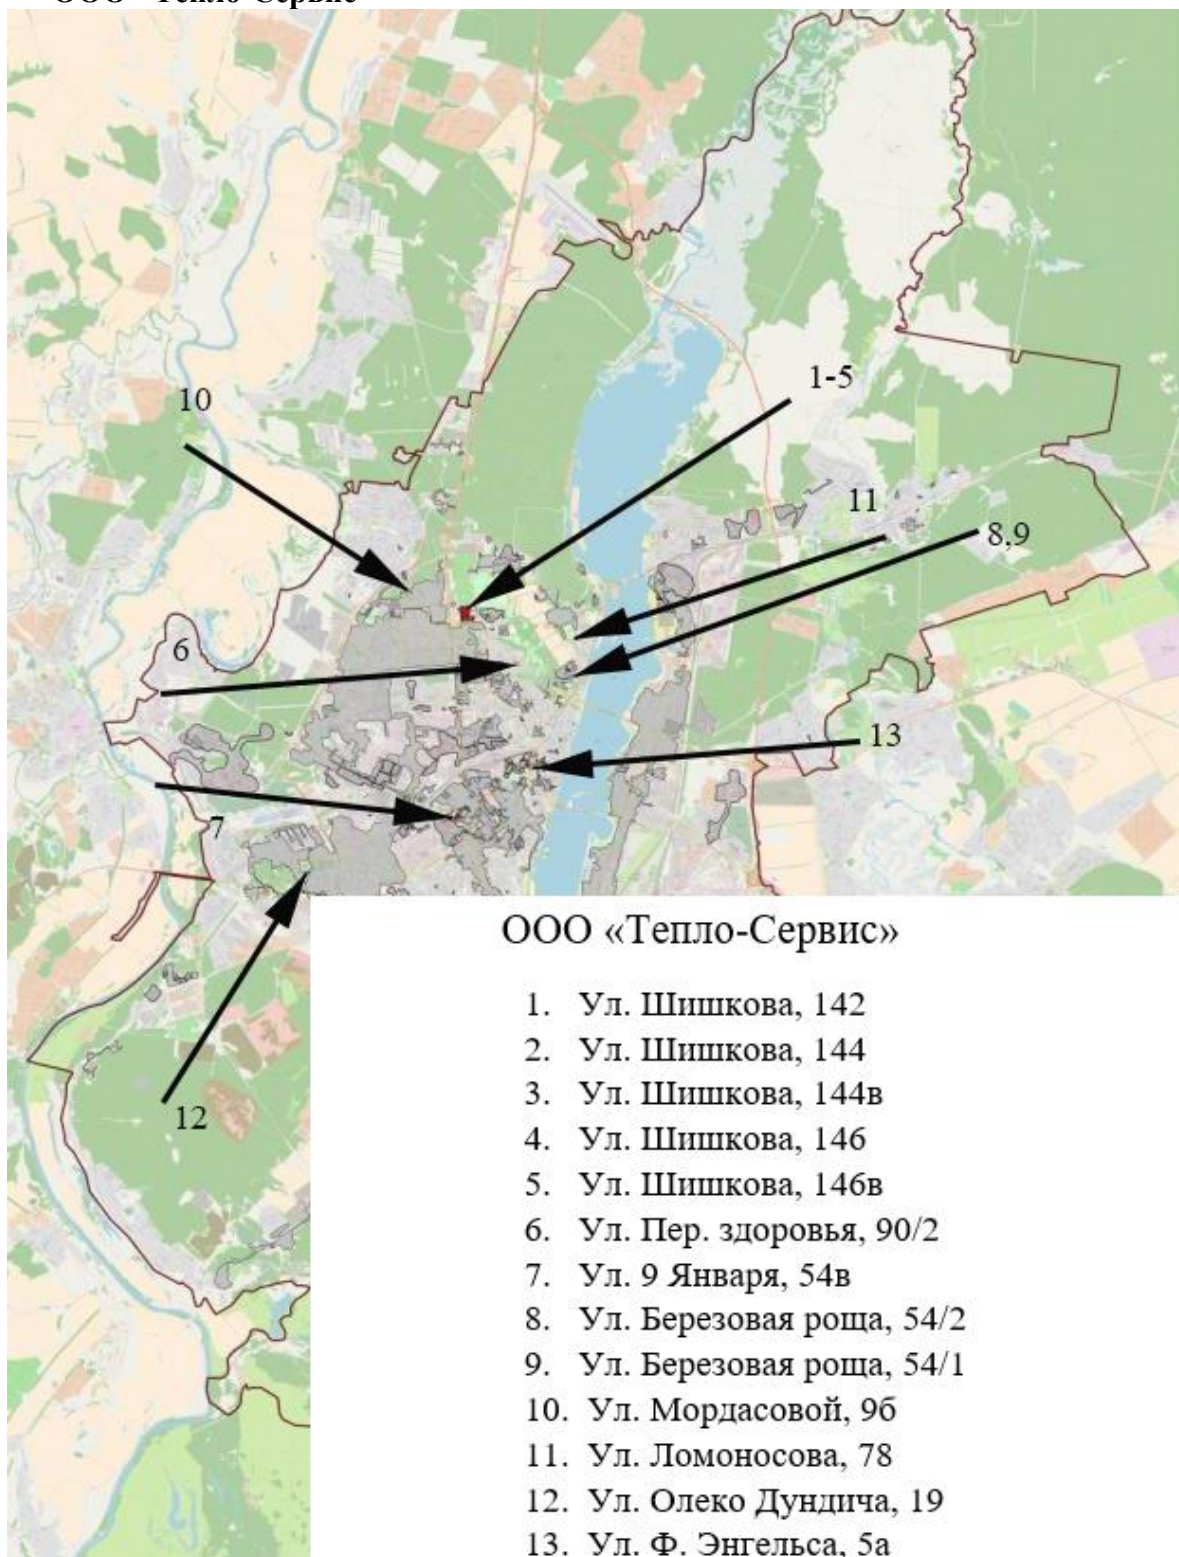 ООО «Тепло-Сервис»
10
1-5
11
8,9
6
13
7
12
ООО «Тепло-Сервис»
1. Ул. Шишкова, 142
2. Ул. Шишкова, 144
3. Ул. Шишкова, 144в
4. Ул. Шишкова, 146
5. Ул. Шишкова, 146в
6. Ул. Пер. здоровья, 90/2
7. Ул. 9 Января, 54в
8. Ул. Березовая роща, 54/2
9. Ул. Березовая роща, 54/1
10. Ул. Мордасовой, 9б
11. Ул. Ломоносова, 78
12. Ул. Олеко Дундича, 19
13. Ул. Ф. Энгельса, 5а